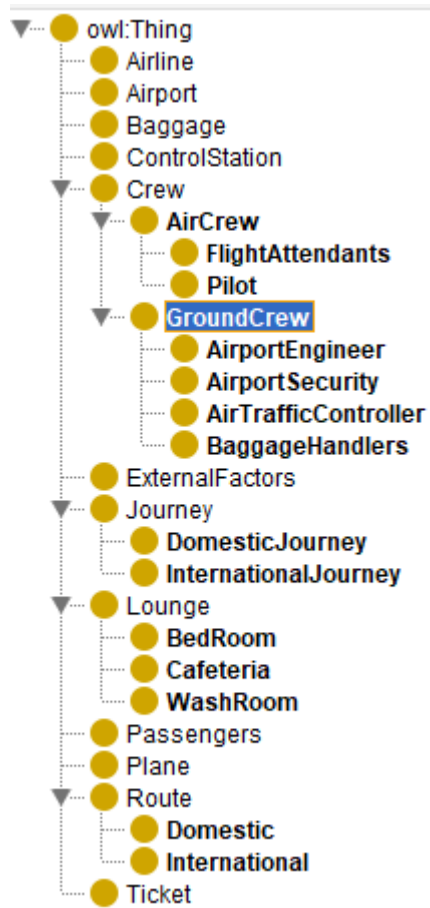 owl:Thing
Airline
Airport
Baggage
ControlStation
Crew
AirCrew
FlightAttendants
Pilot
GroundCrew
AirportEngineer
AirportSecurity
AirTrafficController
BaggageHandlers
ExternalFactors
Journey
DomesticJourney
InternationalJourney
Lounge
BedRoom
Cafeteria
WashRoom
Passengers
Plane
Route
Domestic
International
Ticket